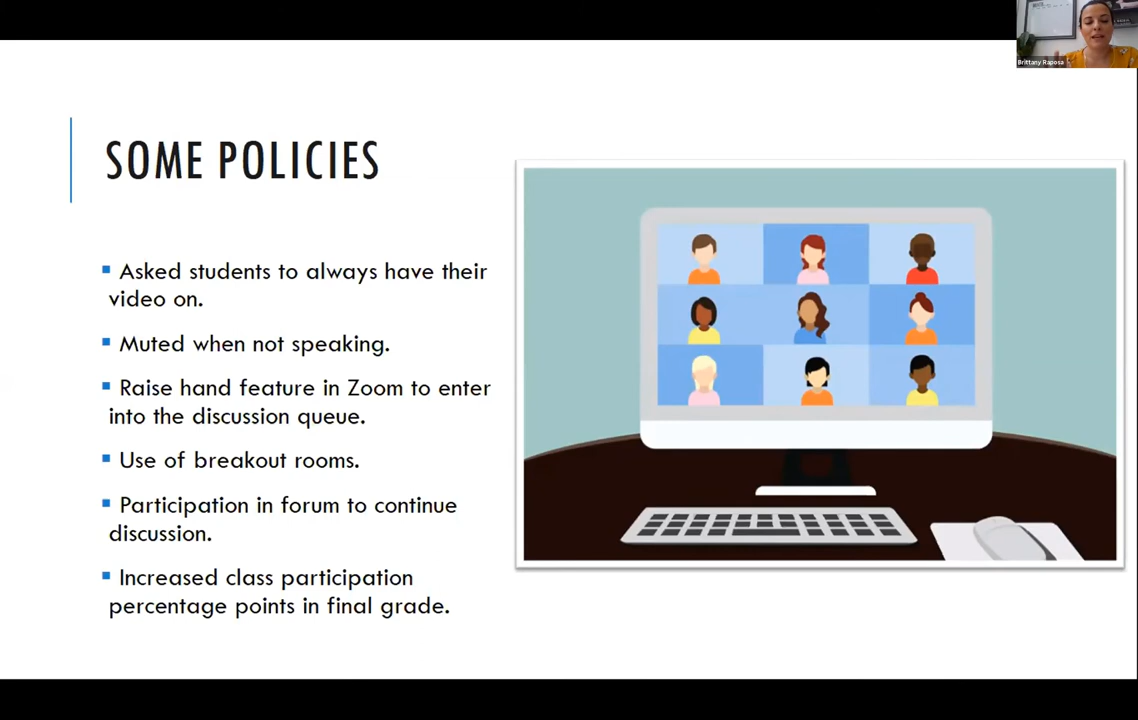 Brittany Raposa
SOME POLICIES
Asked students to always have their
video on.
Muted when not speaking.
Raise hand feature in Zoom to enter
into the discussion queue.
Use of breakout rooms.
Participation in forum to continue
discussion.
Increased class participation
percentage points in final grade.